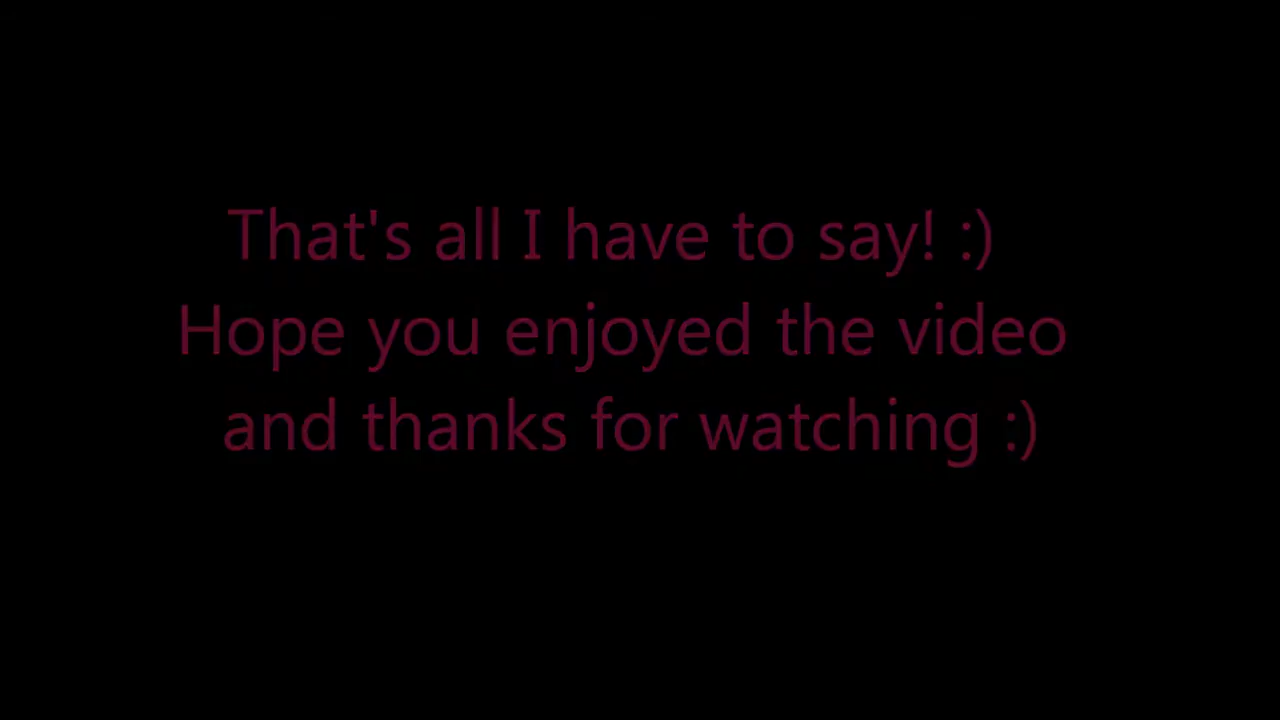 That's all I have to say! :)
Hope you enjoyed the video
and thanks for watching :)